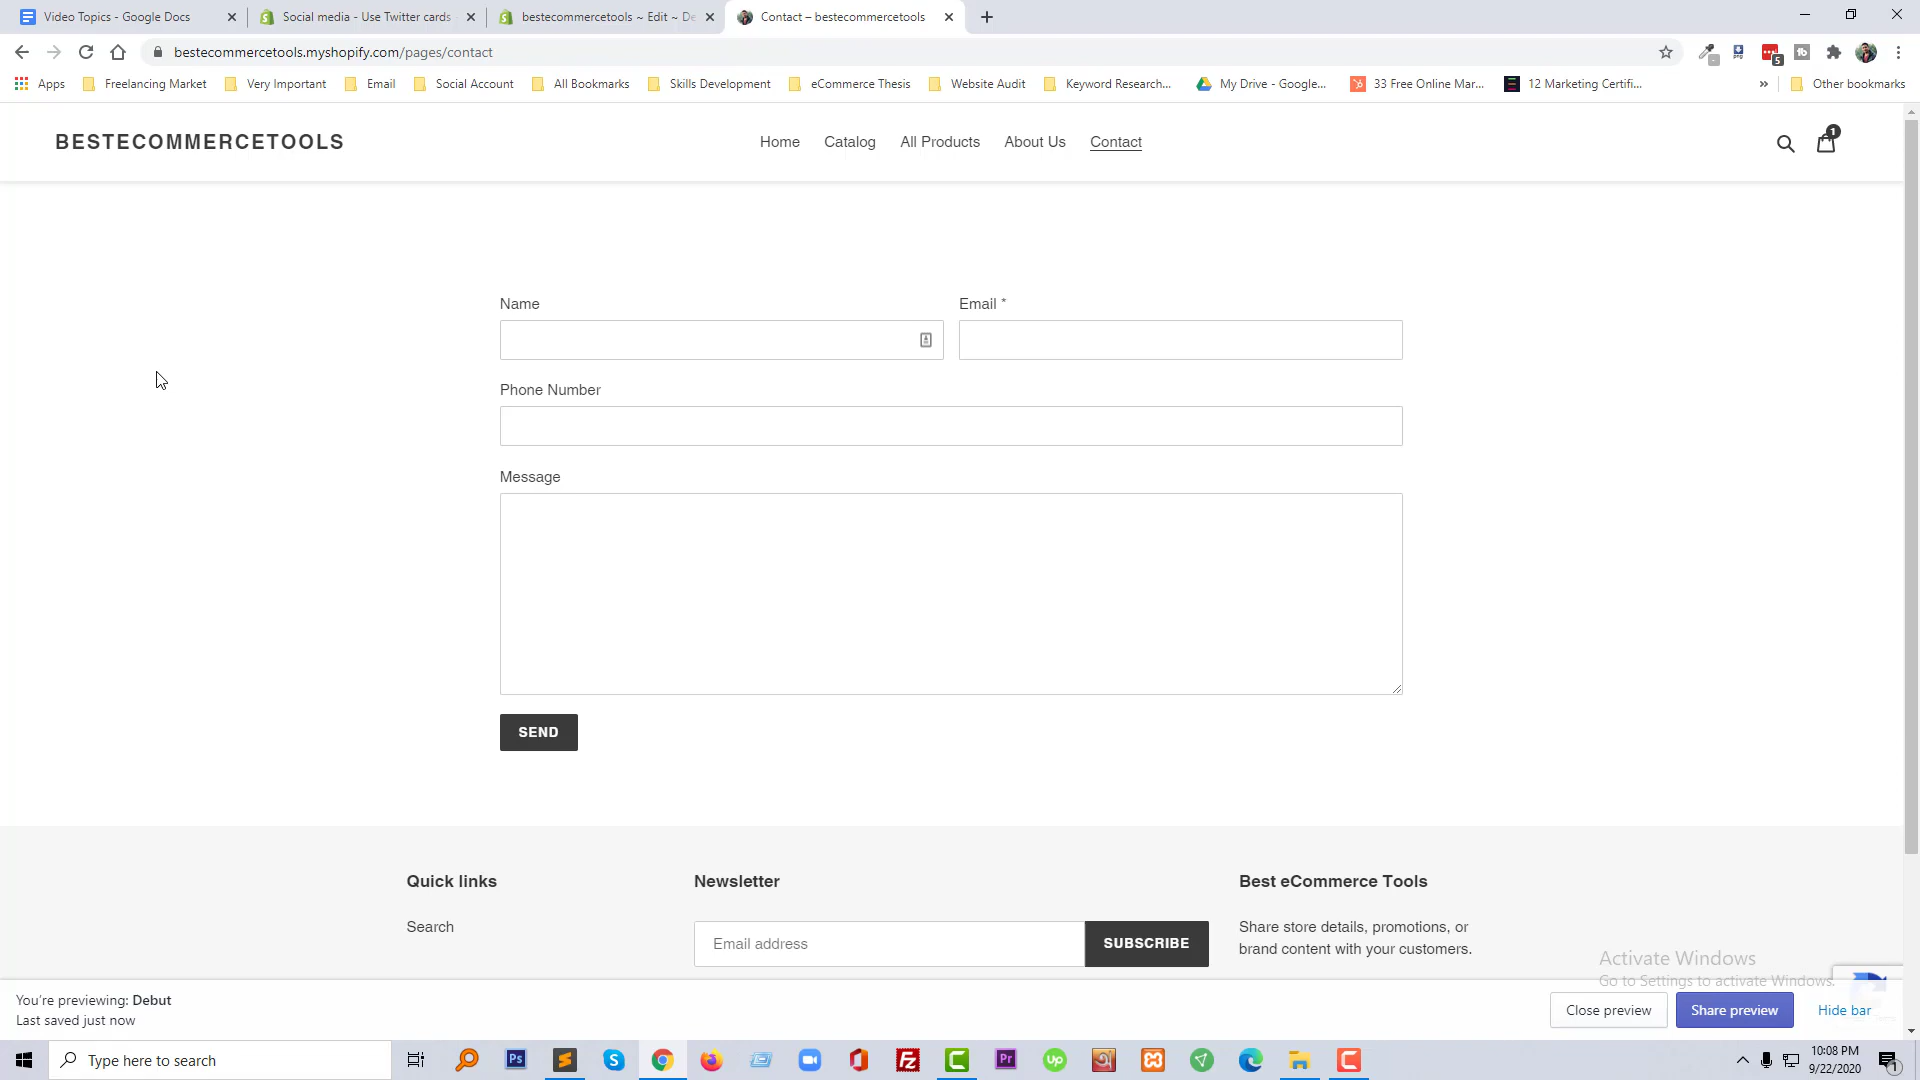 Video Topics - Google Docs
Social media - Use Twitter cards
bestecommercetools ~ Edit ~ De
Contact – bestecommercetools
bestecommercetools.myshopify.com/pages/contact
5
Apps
Freelancing Market
Very Important
Email
Social Account
All Bookmarks
Skills Development
eCommerce Thesis
Website Audit
Keyword Research...
My Drive - Google...
33 Free Online Mar...
12 Marketing Certifi...
»
Other bookmarks
BESTECOMMERCETOOLS
Home
Catalog
All Products
About Us
Contact
1
Name
Email *
Phone Number
Message
SEND
Quick links
Newsletter
Best eCommerce Tools
Search
Email address
SUBSCRIBE
Share store details, promotions, or
brand content with your customers.
Activate Windows
Go to Settings to activate Windows.
You're previewing: Debut
Last saved just now
Close preview
Share preview
Hide bar
Type here to search
Ps
S
Fz
Pr
up
10:08 PM
9/22/2020
1